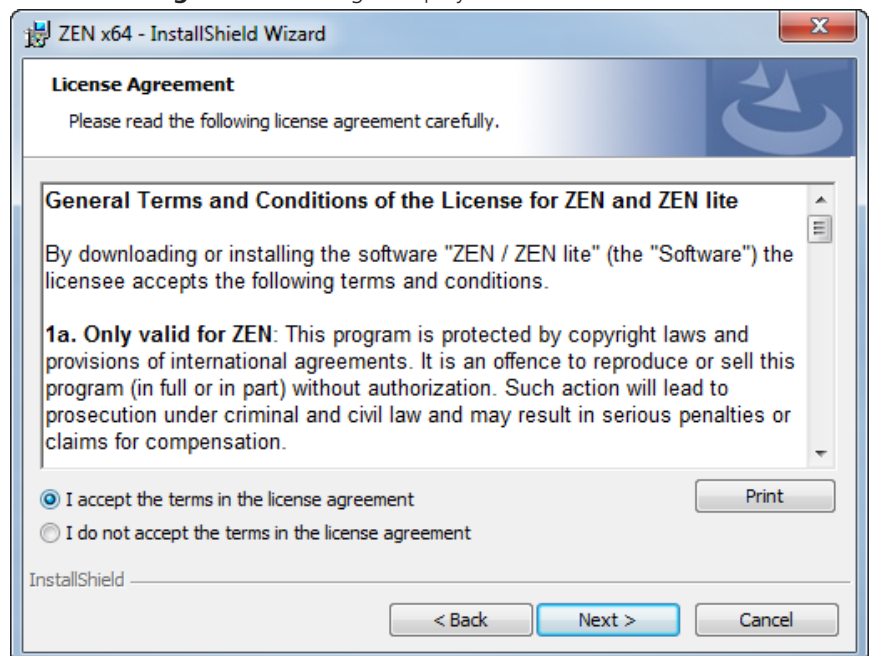 ZEN x64 - InstallShield Wizard
License Agreement
Please read the following license agreement carefully.
General Terms and Conditions of the License for ZEN and ZEN lite
By downloading or installing the software "ZEN / ZEN lite" (the "Software") the
licensee accepts the following terms and conditions.
1a. Only valid for ZEN: This program is protected by copyright laws and
provisions of international agreements. It is an offence to reproduce or sell this
program (in full or in part) without authorization. Such action will lead to
prosecution under criminal and civil law and may result in serious penalties or
claims for compensation.
I accept the terms in the license agreement
Print
I do not accept the terms in the license agreement
InstallShield
< Back Next > Cancel